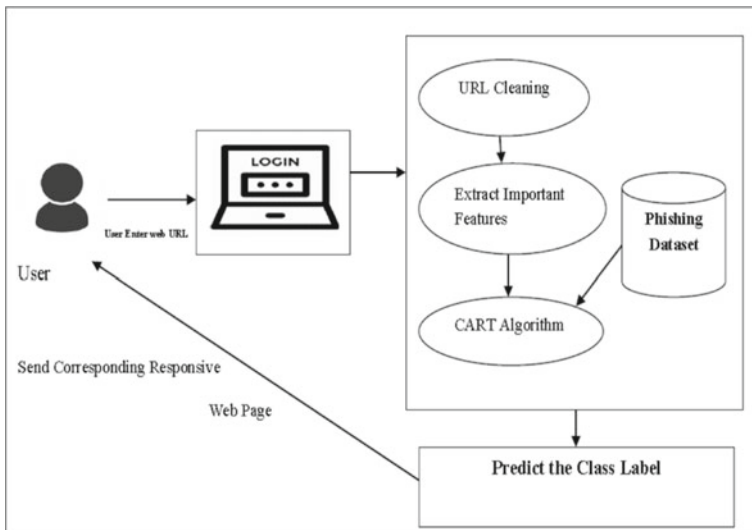 URL Cleaning
LOGIN
Extract Important
Features
Phishing
Dataset
User Enter web URL
User
CART Algorithm
Send Corresponding Responsive
Web Page
Predict the Class Label